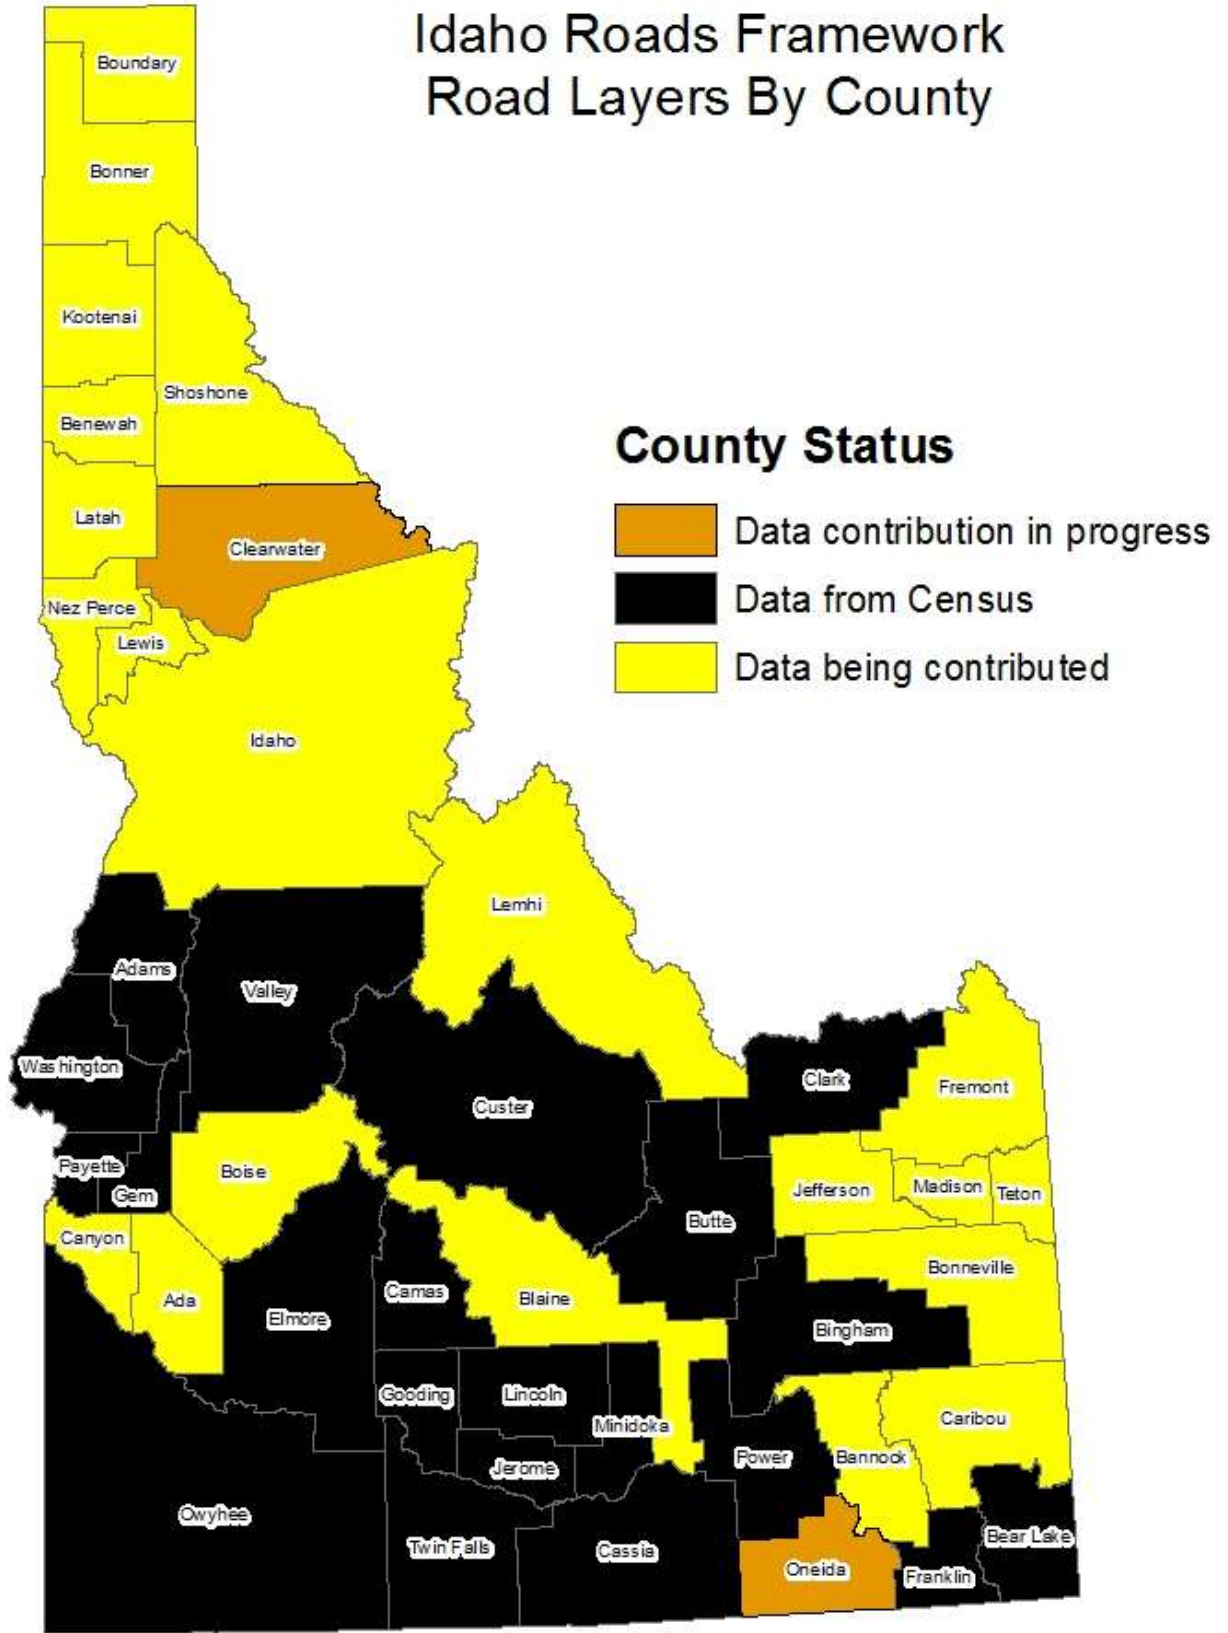 Idaho Roads Framework
Road Layers By County
Boundary
Bonner
Kootenai
Shoshone
Benewah
Latah
Clearwater
Nez Perce
Lewis
Idaho
County Status
Data contribution in progress
Data from Census
Data being contributed
Lemhi
Adams
Valley
Washington
Custer
Clark
Fremont
Payette
Gem
Boise
Jefferson
Madison
Teton
Canyon
Butte
Ada
Elmore
Camas
Blaine
Bonneville
Bingham
Gooding
Lincoln
Minidoka
Caribou
Jerome
Power
Bannock
Owyhee
Twin Falls
Cassia
Oneida
Franklin
Bear Lake